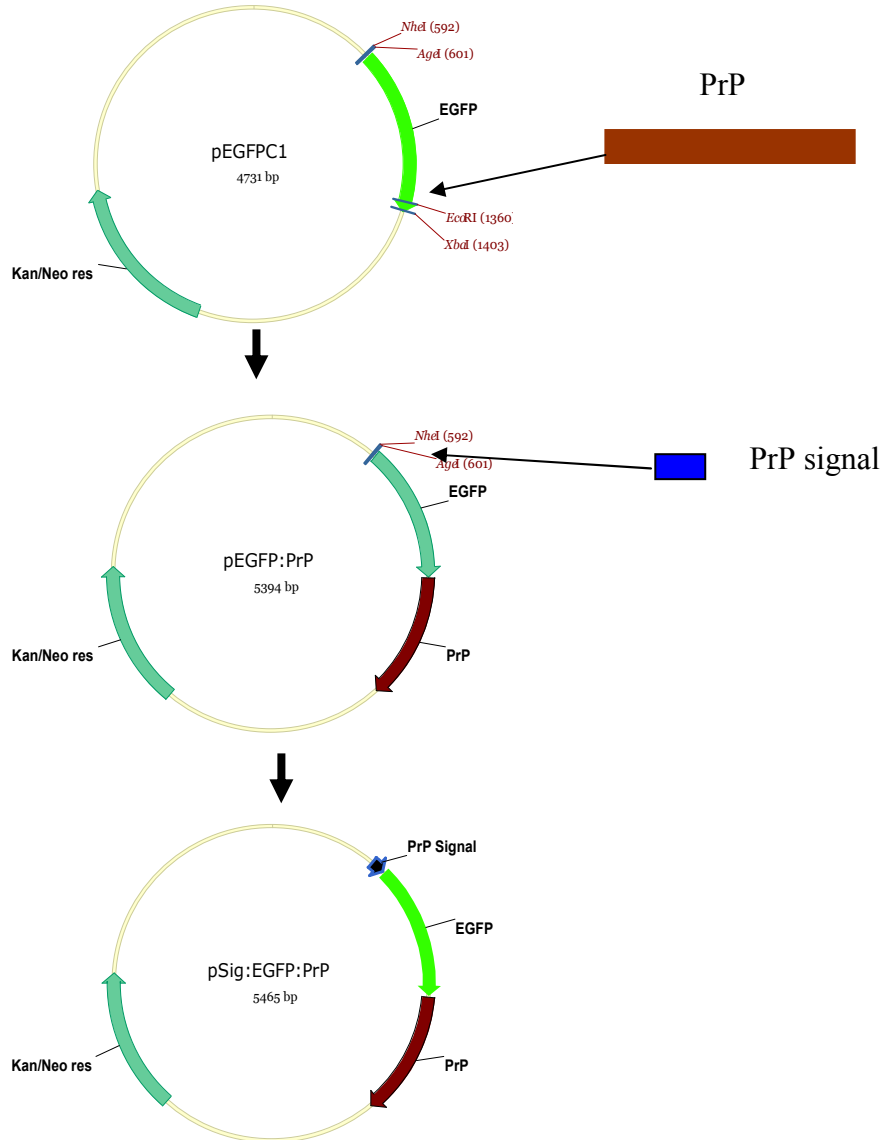 NheI (592)
AgeI (601)
PrP
EGFP
pEGFPC1
4731 bp
EcoRI (1360)
XbaI (1403)
Kan/Neo res
NheI (592)
AgeI (601)
PrP signal
EGFP
pEGFP:PrP
5394 bp
Kan/Neo res
PrP
PrP Signal
EGFP
pSig:EGFP:PrP
5465 bp
Kan/Neo res
PrP